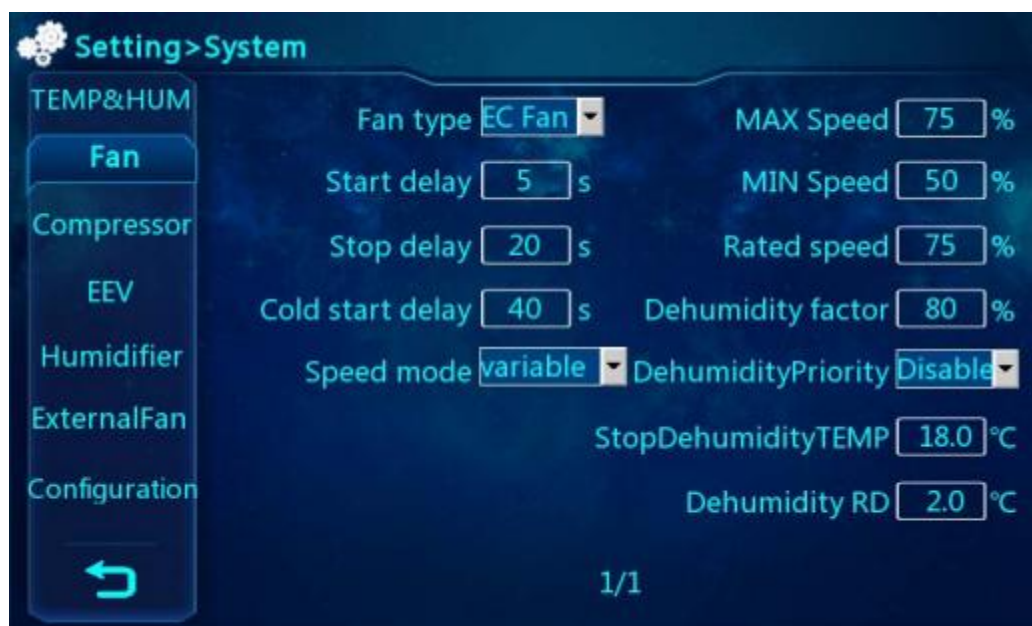 Setting>System
TEMP&HUM
Fan
Compressor
EEV
Humidifier
ExternalFan
Configuration
Fan type EC Fan
MAX Speed 75 %
Start delay 5 s
MIN Speed 50 %
Stop delay 20 s
Rated speed 75 %
Cold start delay 40 s
Dehumidity factor 80 %
Speed mode variable
DehumidityPriority Disable
StopDehumidityTEMP 18.0 °C
Dehumidity RD 2.0 °C
1/1